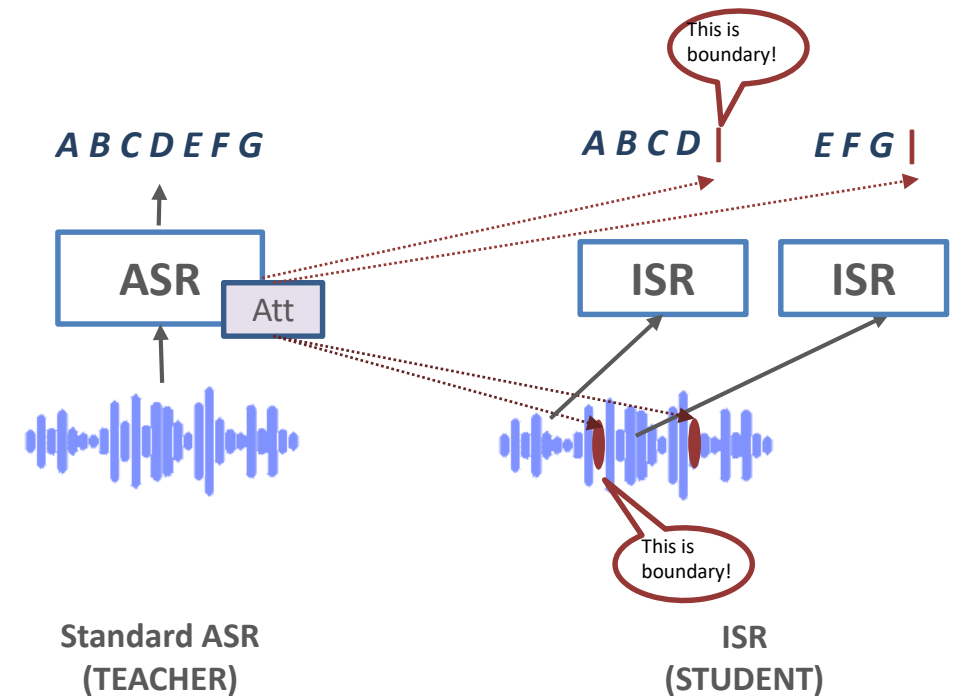 This is
boundary!
A B C D E F G
A B C D |
E F G |
ASR
Att
ISR
ISR
This is
boundary!
Standard ASR
(TEACHER)
ISR
(STUDENT)